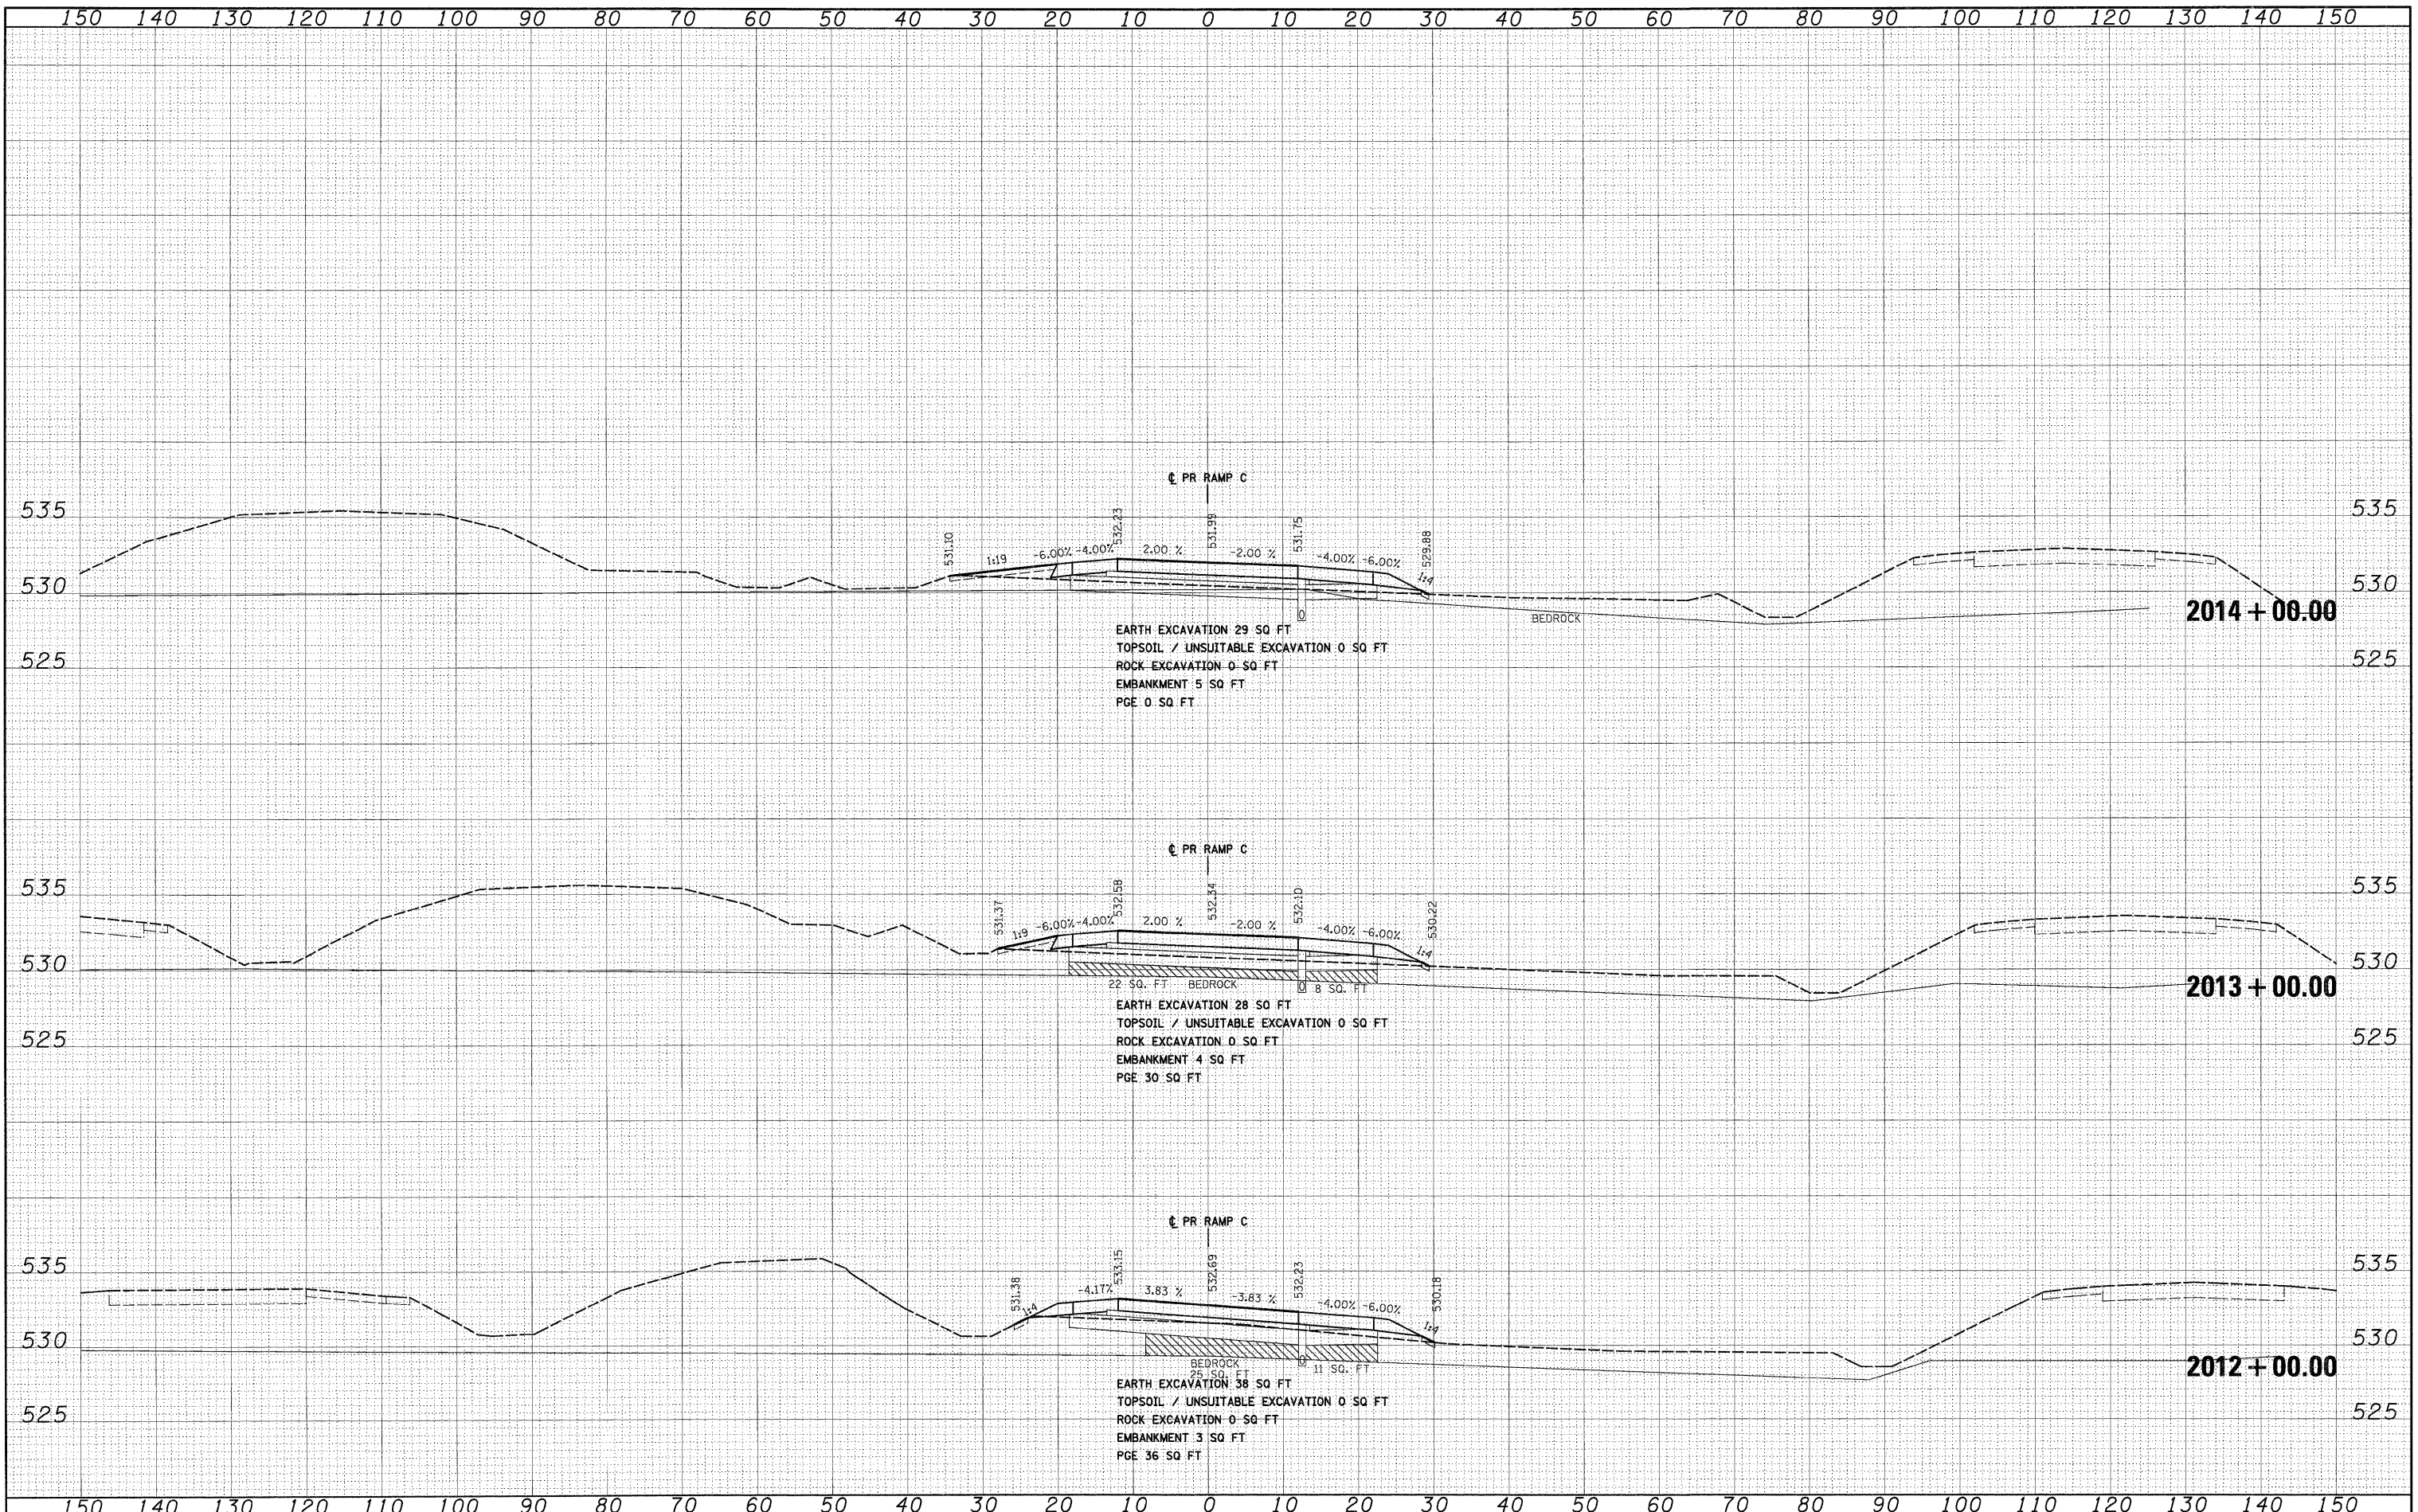 150 140 130 120 110 100 90 80 70 60 50 40 30 20 10 0 10 20 30 40 50 60 70 80 90 100 110 120 130 140 150
℄ PR RAMP C
535 535
531.10 532.23 531.99 531.75 529.88
1:19 -6.00% -4.00% 2.00 % -2.00 % -4.00% -6.00% 1:4
530 530
BEDROCK
2014+00.00
EARTH EXCAVATION 29 SQ FT
TOPSOIL / UNSUITABLE EXCAVATION 0 SQ FT
525 525
ROCK EXCAVATION 0 SQ FT
EMBANKMENT 5 SQ FT
PGE 0 SQ FT
℄ PR RAMP C
535 535
531.37 532.58 532.34 532.10 530.22
1:9 -6.00% -4.00% 2.00 % -2.00 % -4.00% -6.00% 1:4
530 530
22 SQ. FT BEDROCK 8 SQ. FT
2013+00.00
EARTH EXCAVATION 28 SQ FT
TOPSOIL / UNSUITABLE EXCAVATION 0 SQ FT
525 525
ROCK EXCAVATION 0 SQ FT
EMBANKMENT 4 SQ FT
PGE 30 SQ FT
℄ PR RAMP C
535 535
531.38 533.15 532.69 532.23 530.18
1:4 -4.17% 3.83 % -3.83 % -4.00% -6.00% 1:4
530 530
BEDROCK
25 SQ. FT 11 SQ. FT
2012+00.00
EARTH EXCAVATION 38 SQ FT
TOPSOIL / UNSUITABLE EXCAVATION 0 SQ FT
525 525
ROCK EXCAVATION 0 SQ FT
EMBANKMENT 3 SQ FT
PGE 36 SQ FT
150 140 130 120 110 100 90 80 70 60 50 40 30 20 10 0 10 20 30 40 50 60 70 80 90 100 110 120 130 140 150